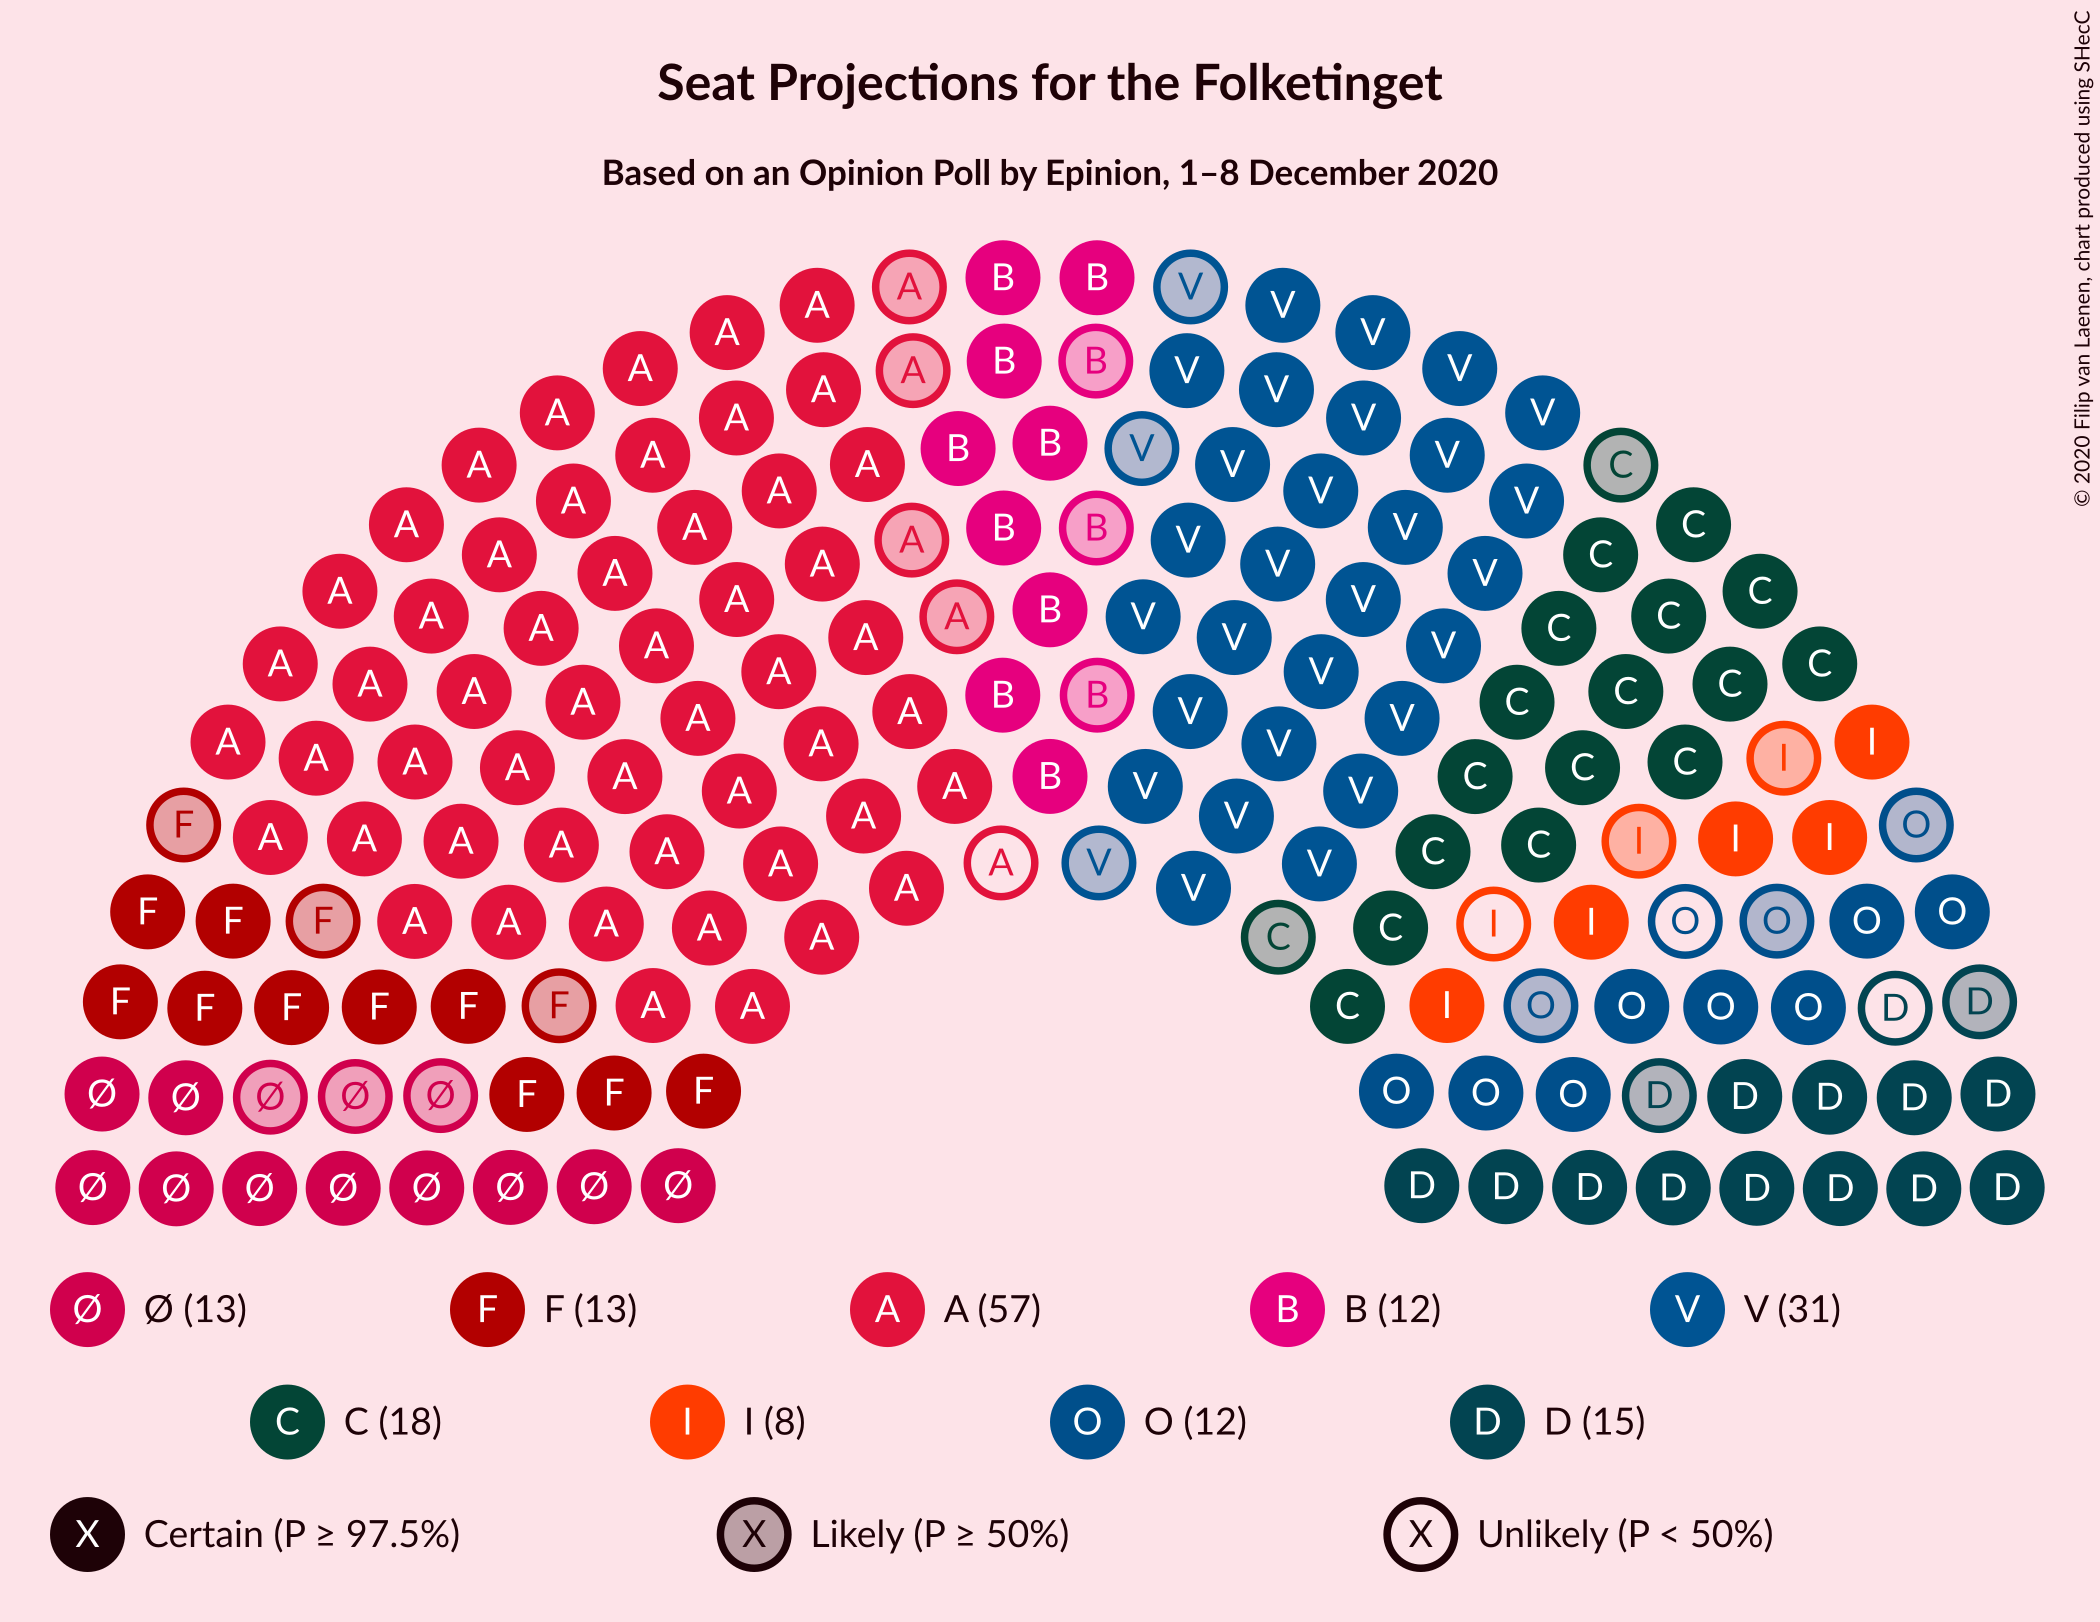 Seat Projections for the Folketinget
Based on an Opinion Poll by Epinion, 1–8 December 2020
© 2020 Filip van Laenen, chart produced using SHecC
B B
A V
A V
A V
B B
A A V V
A V
A A V V
A B B V V
A A V C
A A V V
A A B B V C
A V
A A V C
A V
A A V C
A A B V C
A A V C
A V
A A V C
A A B B C C
A A A V V C
A A V I
A A A C C I
A A A B V V C
F A V O
A A A A A C C I I I
A A V V
A V
F F F A A A A A C C I I O O O O
F F F F F F A A C I O O O O D D
Ø Ø Ø Ø Ø F F F O O O D D D D D
Ø Ø Ø Ø Ø Ø Ø Ø D D D D D D D D
Ø Ø (13) F F (13) A A (57) B B (12) V V (31)
C C (18) I I (8) O O (12) D D (15)
X Certain (P ≥ 97.5%) X Likely (P ≥ 50%) X Unlikely (P < 50%)